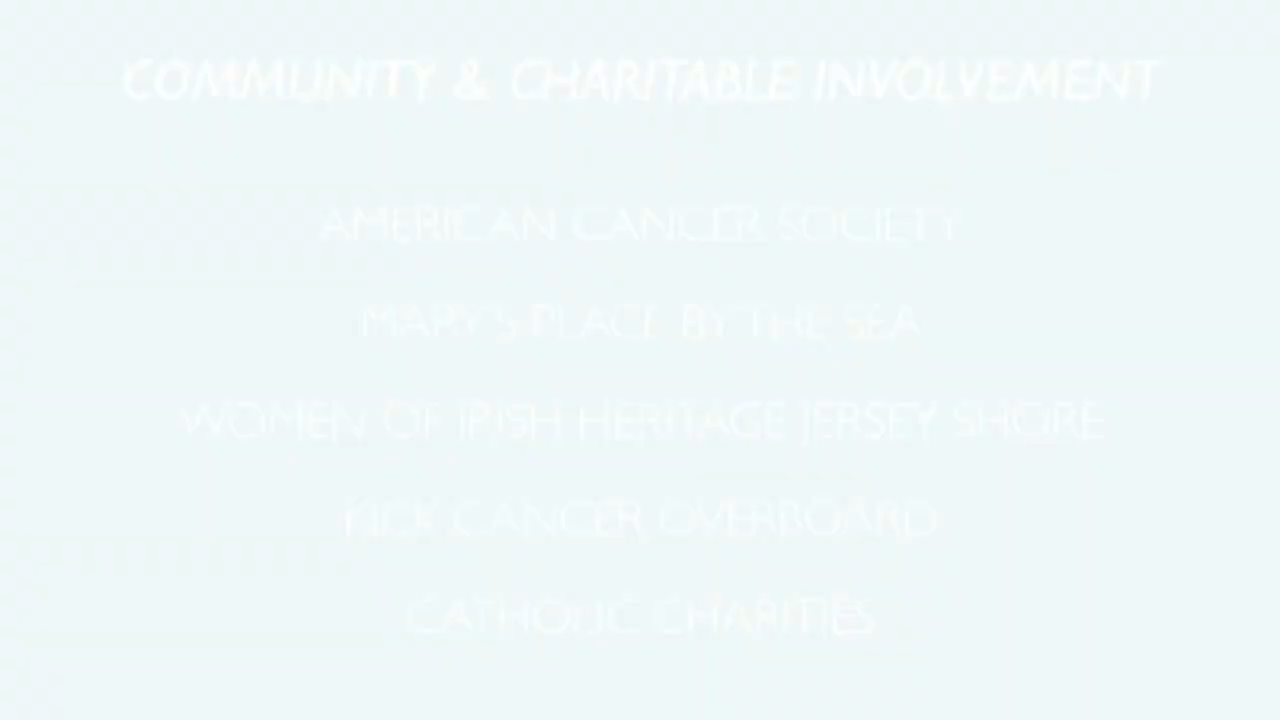 COMMUNITY & CHARITABLE INVOLVEMENT
AMERICAN CANCER SOCIETY
MARY'S PLACE BY THE SEA
WOMEN OF IRISH HERITAGE JERSEY SHORE
KICK CANCER OVERBOARD
CATHOLIC CHARITIES